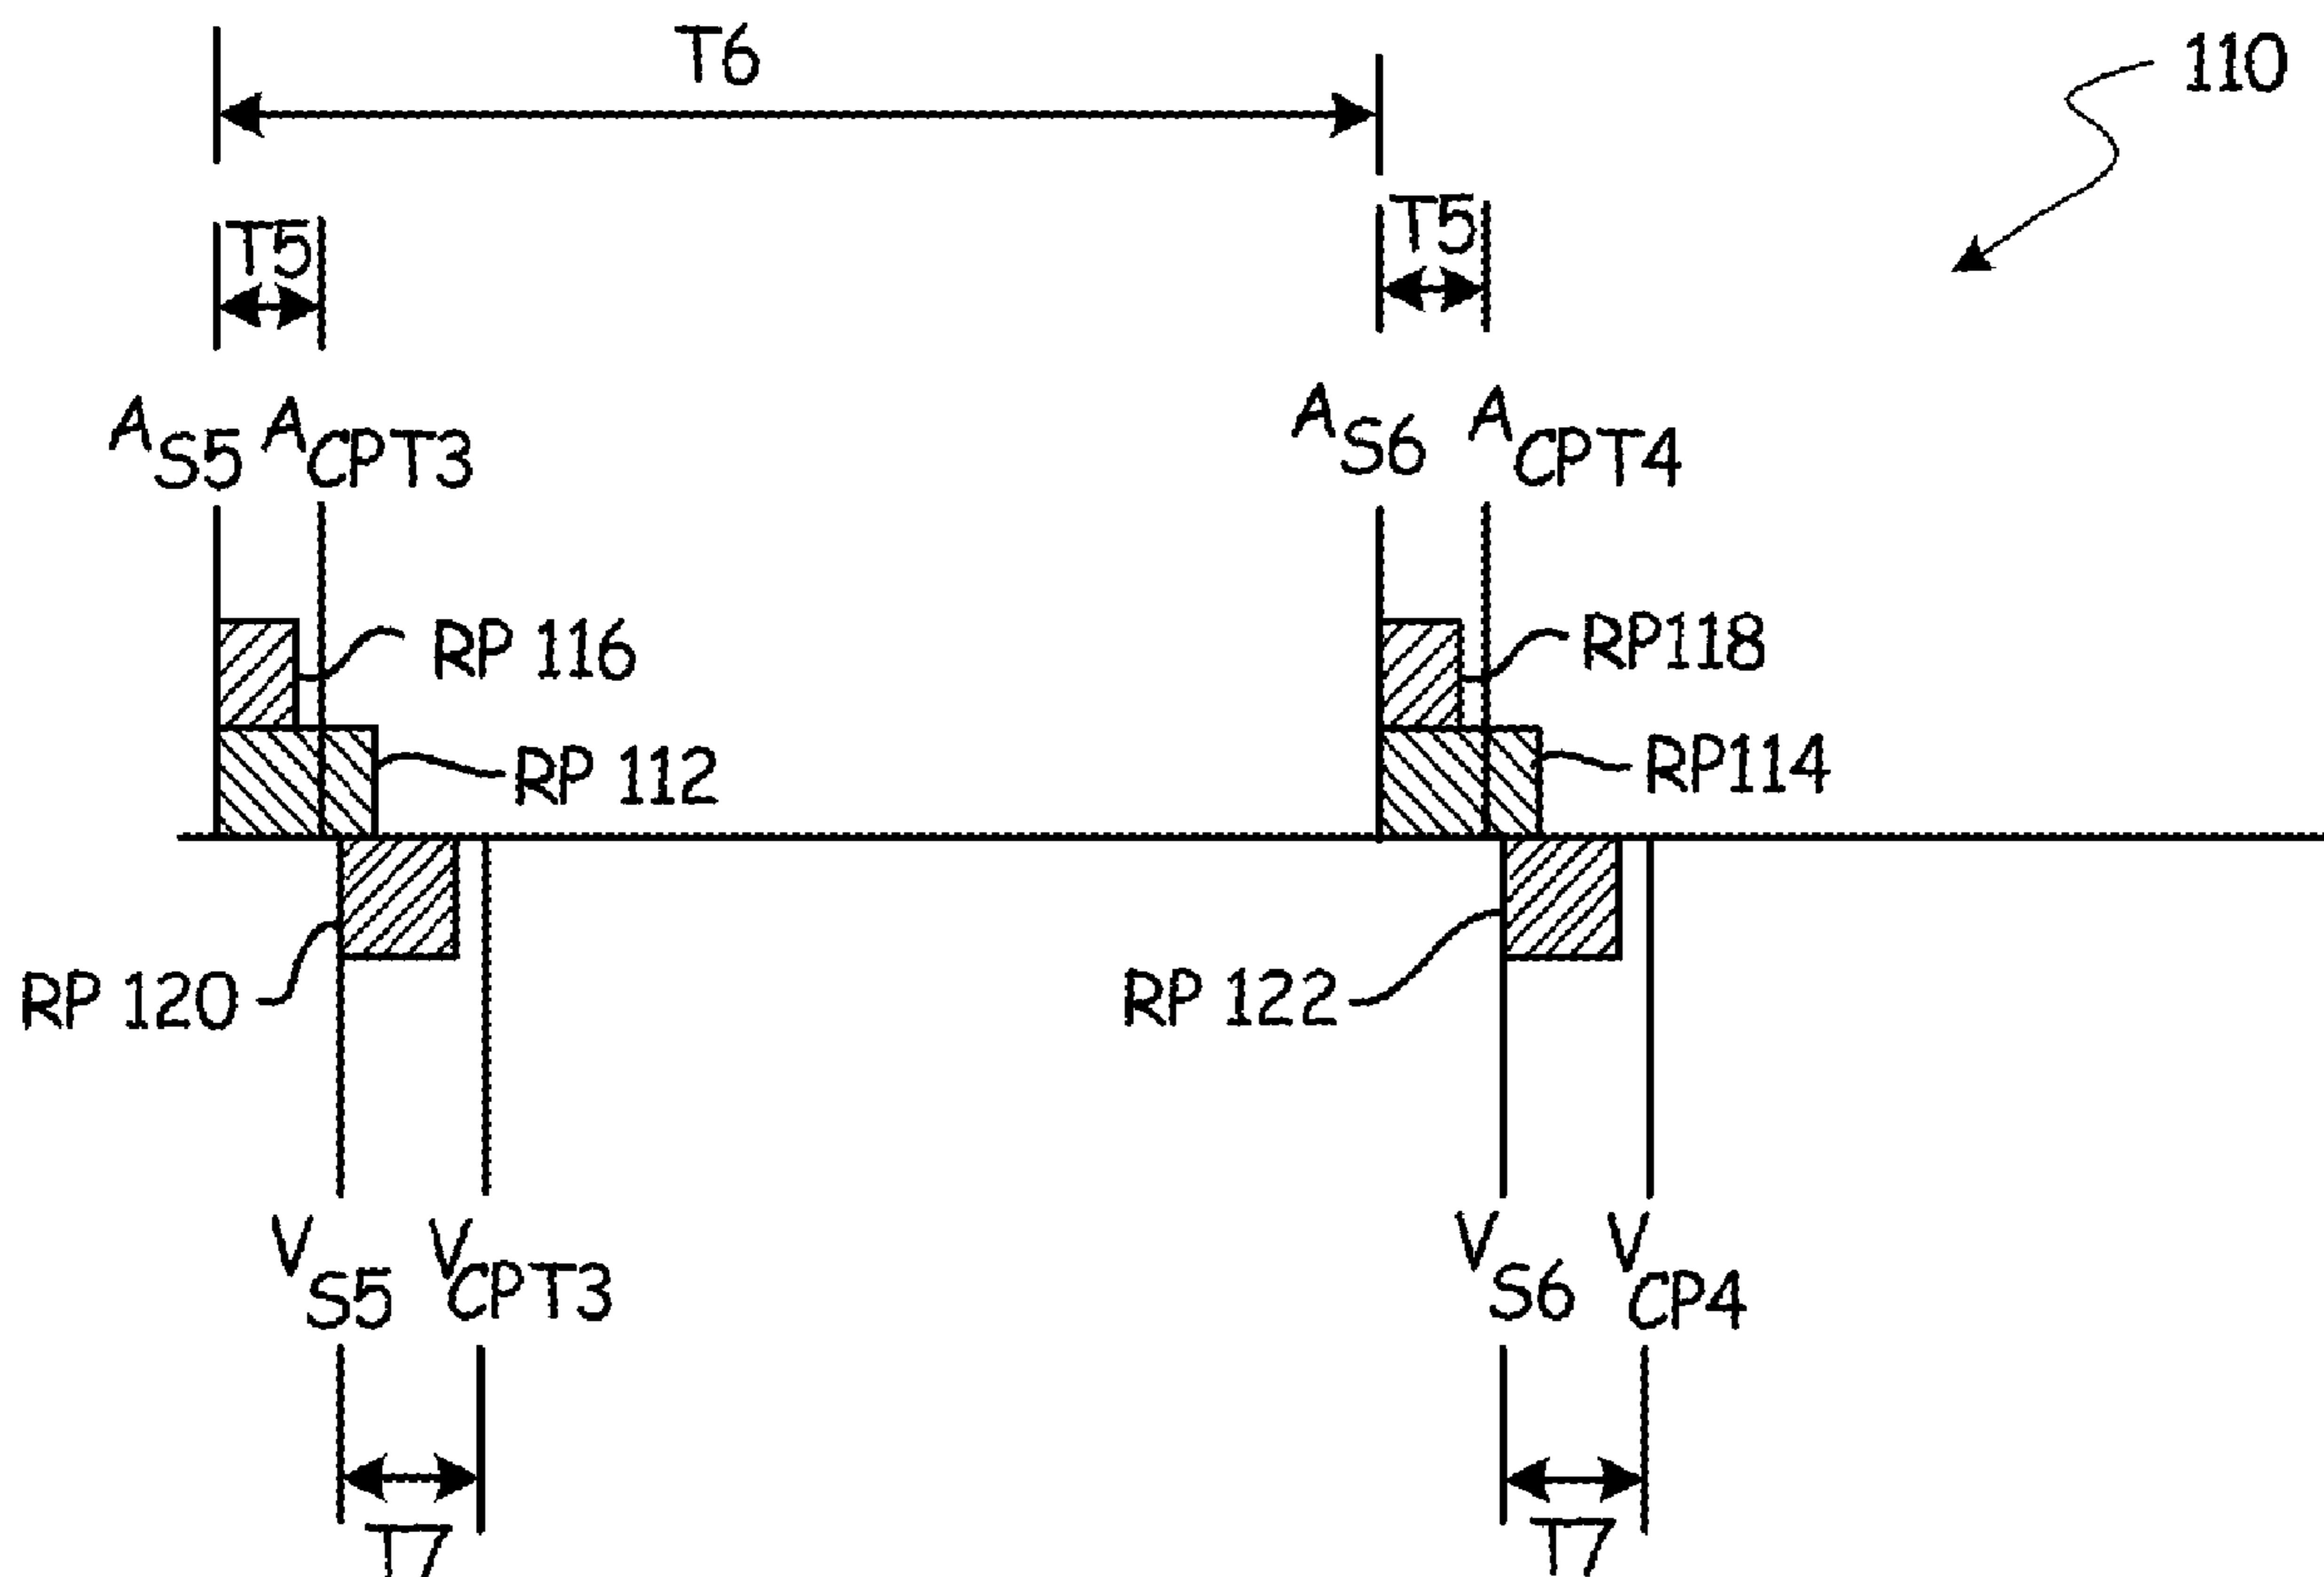 T6
110
T5
T5
AS5 ACPT3
AS6 ACPT4
RP 116
RP118
RP 112
RP114
RP 120
RP 122
VS5 VCPT3
VS6 VCP4
T7
T7